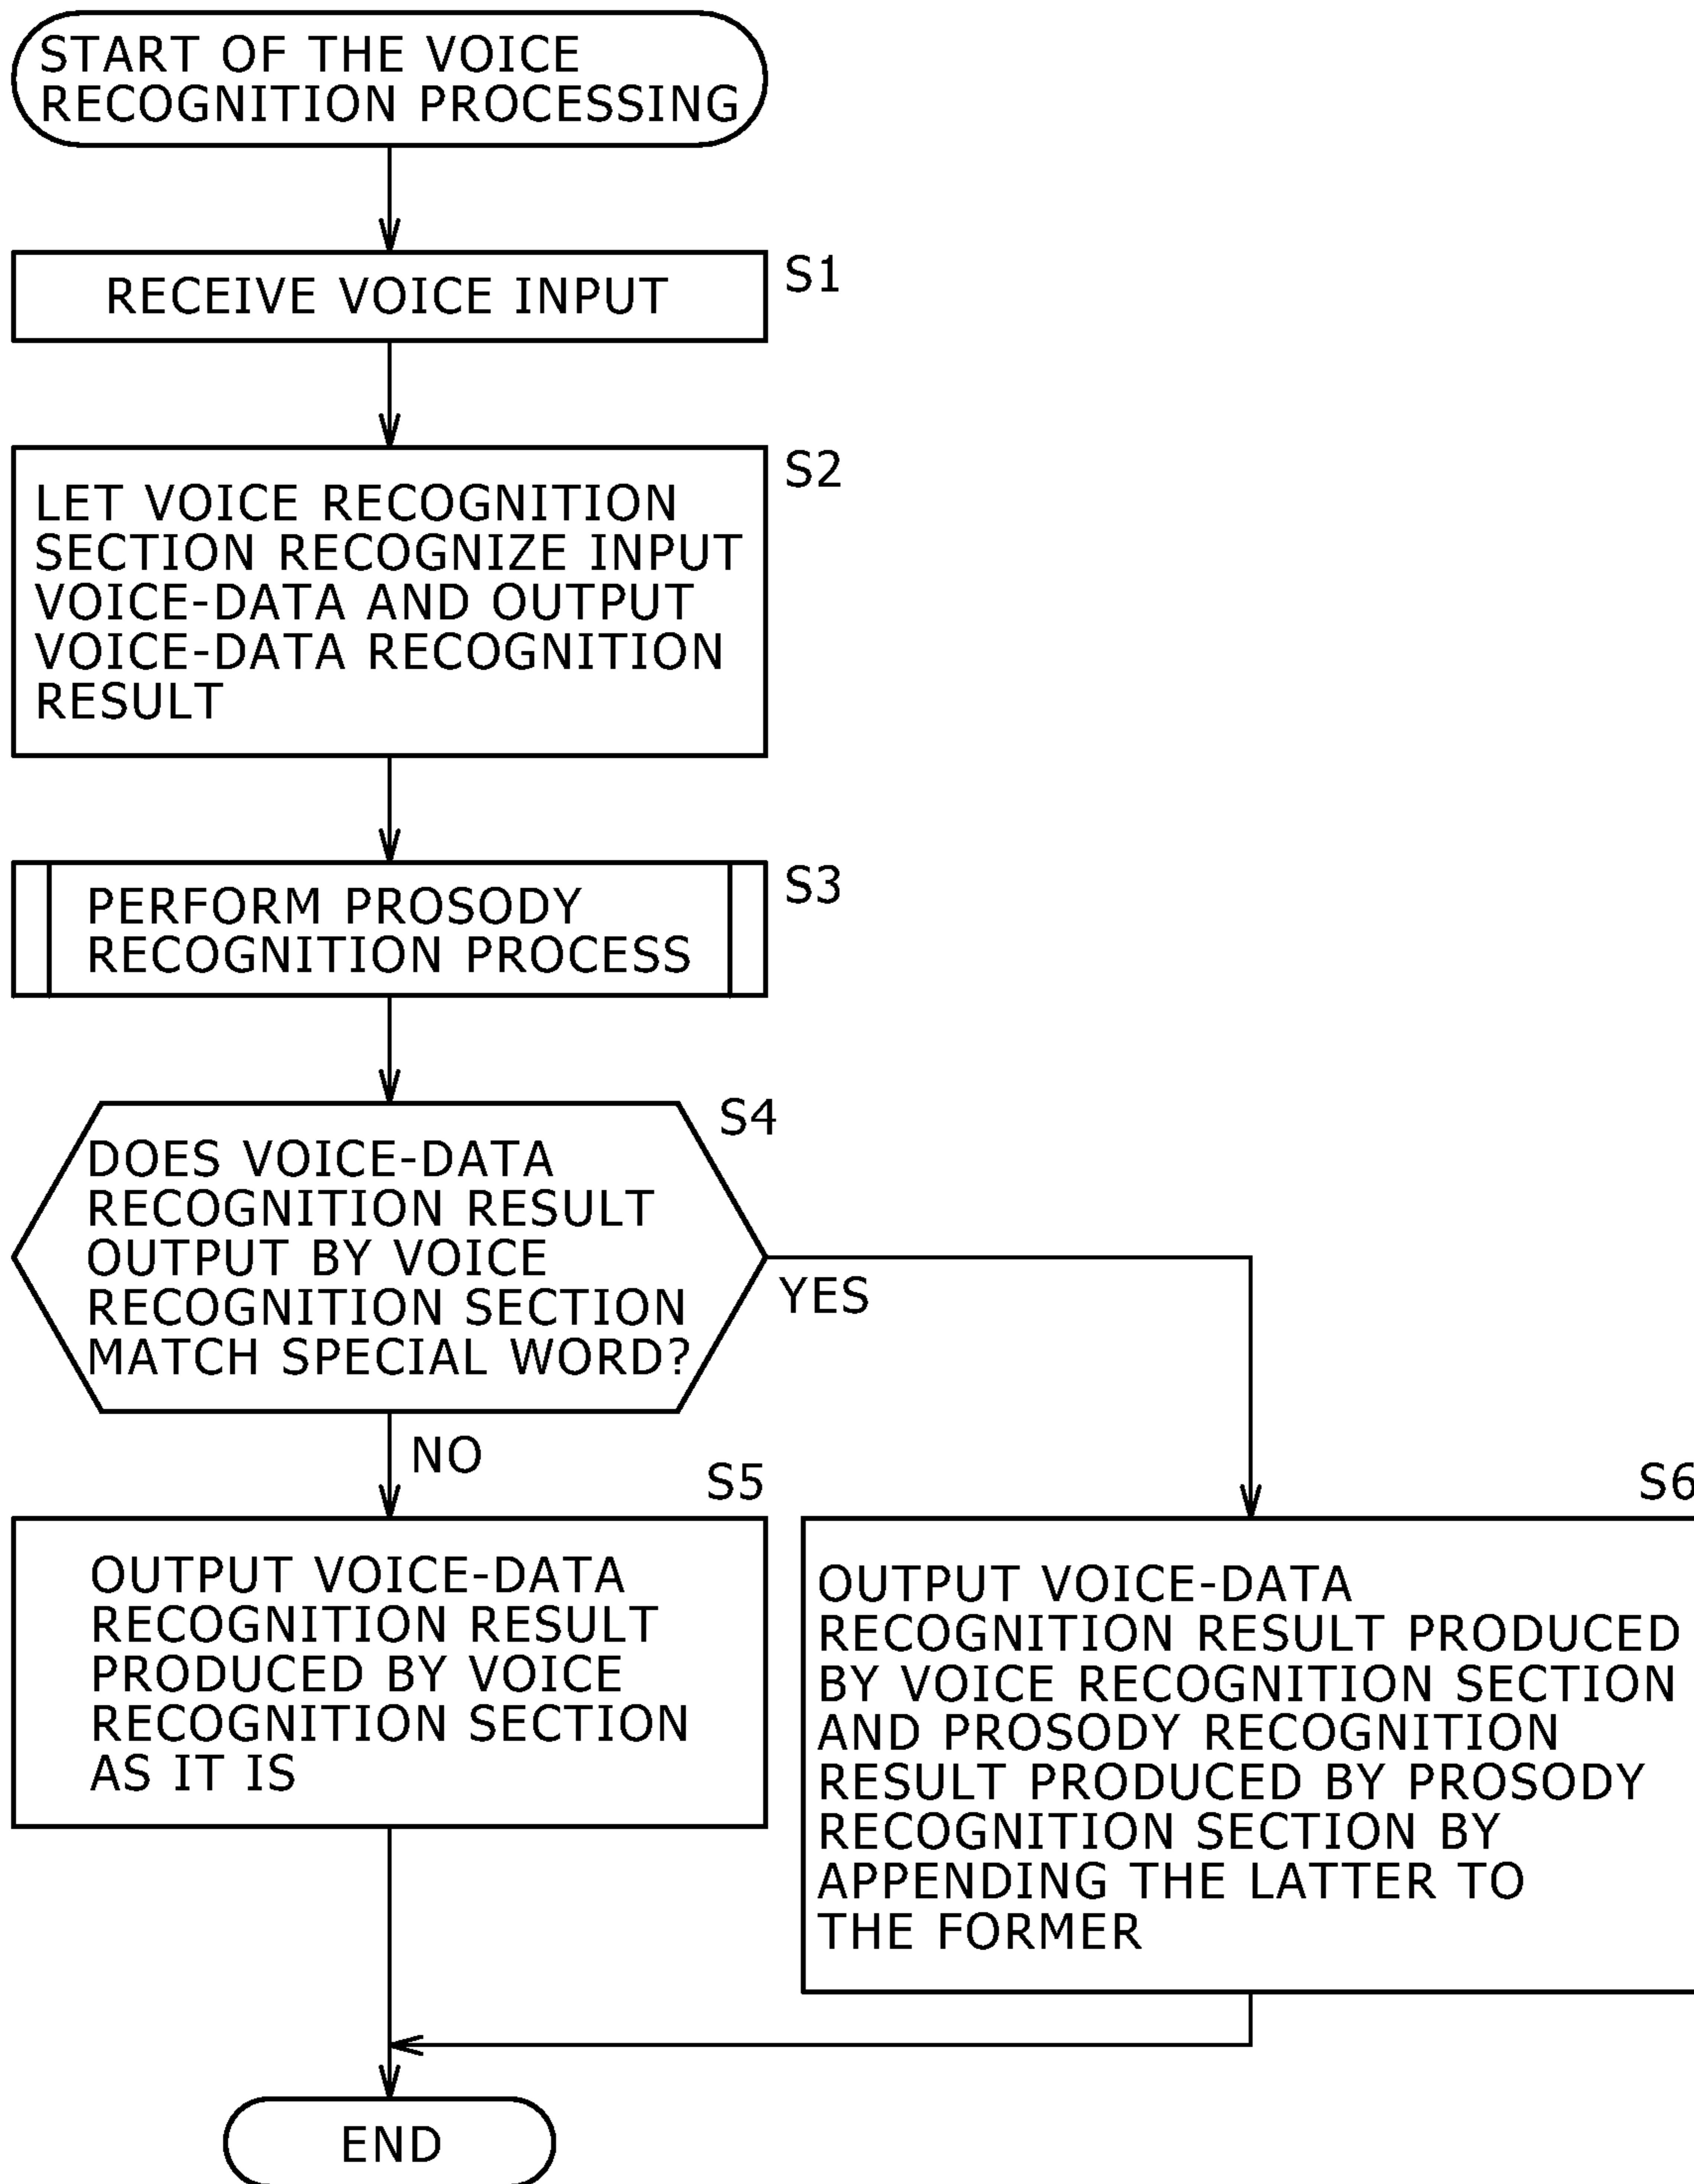 START OF THE VOICE
RECOGNITION PROCESSING
RECEIVE VOICE INPUT
S1
S2
LET VOICE RECOGNITION
SECTION RECOGNIZE INPUT
VOICE-DATA AND OUTPUT
VOICE-DATA RECOGNITION
RESULT
S3
PERFORM PROSODY
RECOGNITION PROCESS
S4
DOES VOICE-DATA
RECOGNITION RESULT
OUTPUT BY VOICE
RECOGNITION SECTION
MATCH SPECIAL WORD?
YES
NO
S5
OUTPUT VOICE-DATA
RECOGNITION RESULT
PRODUCED BY VOICE
RECOGNITION SECTION
AS IT IS
S6
OUTPUT VOICE-DATA
RECOGNITION RESULT PRODUCED
BY VOICE RECOGNITION SECTION
AND PROSODY RECOGNITION
RESULT PRODUCED BY PROSODY
RECOGNITION SECTION BY
APPENDING THE LATTER TO
THE FORMER
END